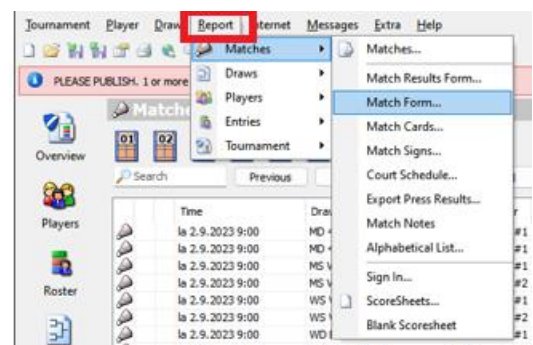 Tournament Player Draw Report Internet Messages Extra Help
Matches
Draws
Players
Entries
Tournament
Matches...
Match Results Form...
Match Form...
Match Cards...
Match Signs...
Court Schedule...
Export Press Results...
Match Notes
Alphabetical List...
Sign In...
ScoreSheets...
Blank Scoresheet
PLEASE PUBLISH. 1 or more
01 02
Search Previous
Overview
Players
Roster
Time
la 2.9.2023 9:00 MD #1
la 2.9.2023 9:00 MD
la 2.9.2023 9:00 MS #1
la 2.9.2023 9:00 MS #2
la 2.9.2023 9:00 WS #1
la 2.9.2023 9:00 WS #2
la 2.9.2023 9:00 WD #1